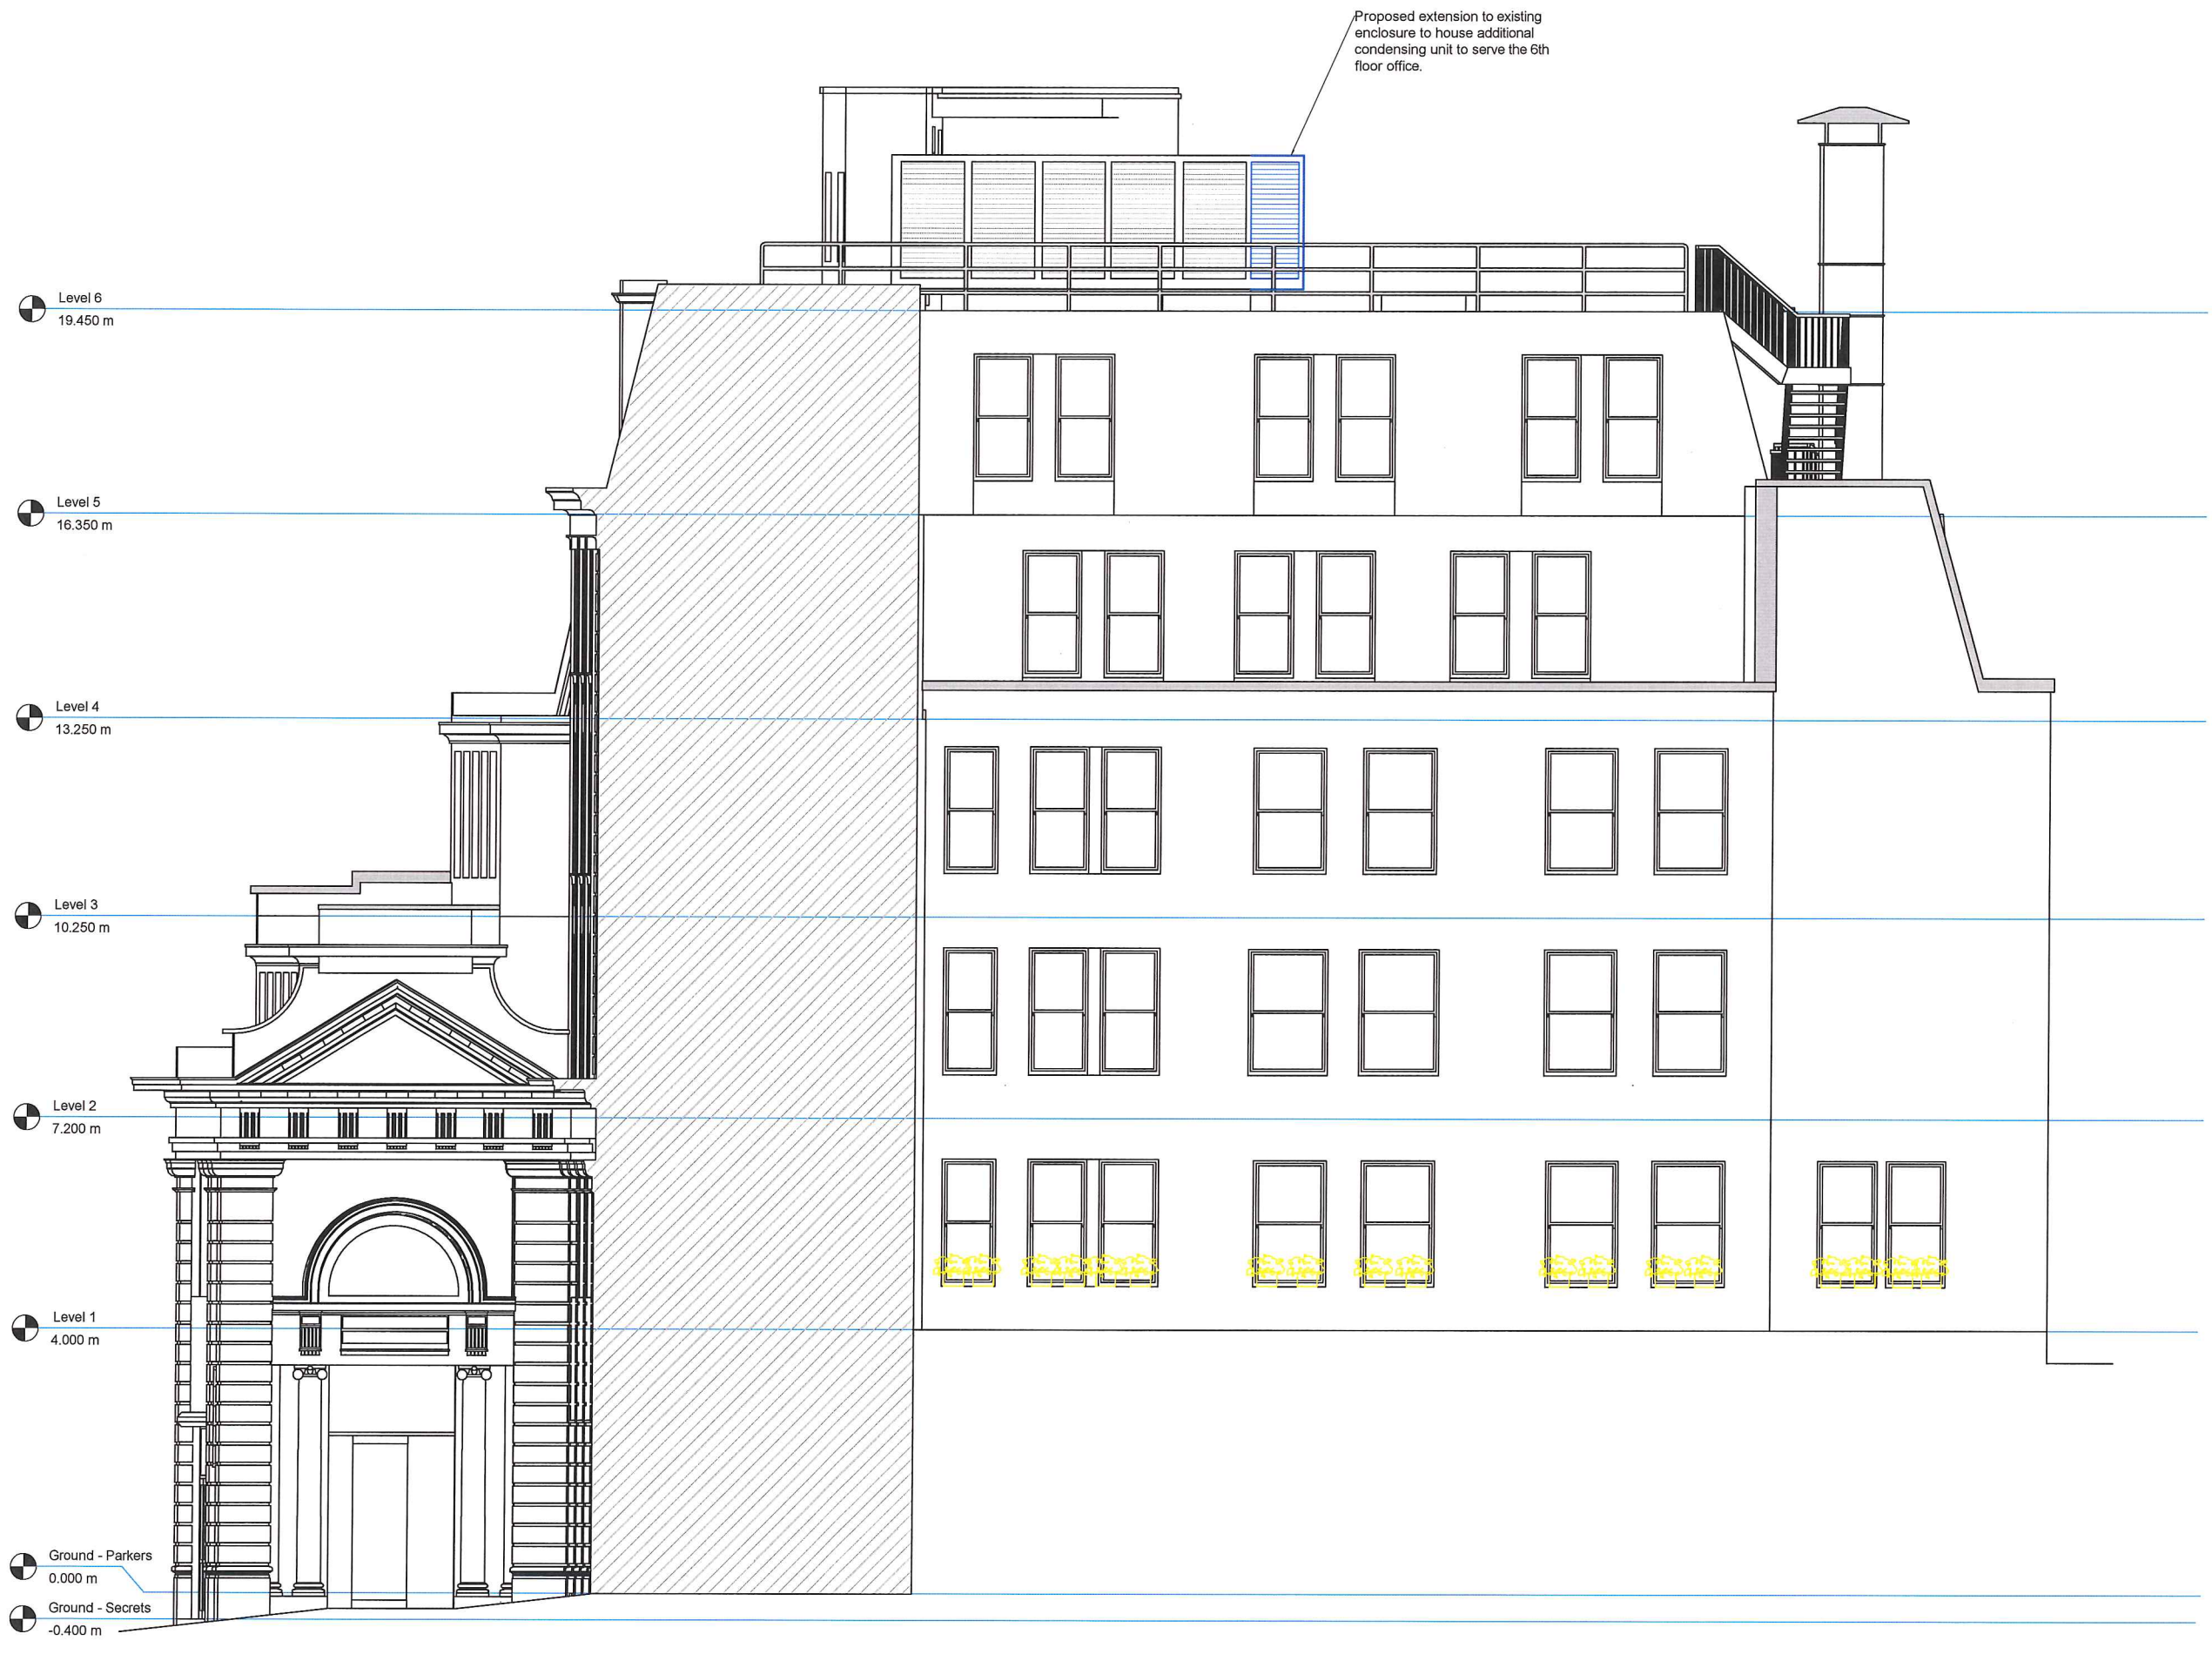 Proposed extension to existing
enclosure to house additional
condensing unit to serve the 6th
floor office.
Level 6
19.450 m
Level 5
16.350 m
Level 4
13.250 m
Level 3
10.250 m
Level 2
7.200 m
Level 1
4.000 m
Ground - Parkers
0.000 m
Ground - Secrets
-0.400 m